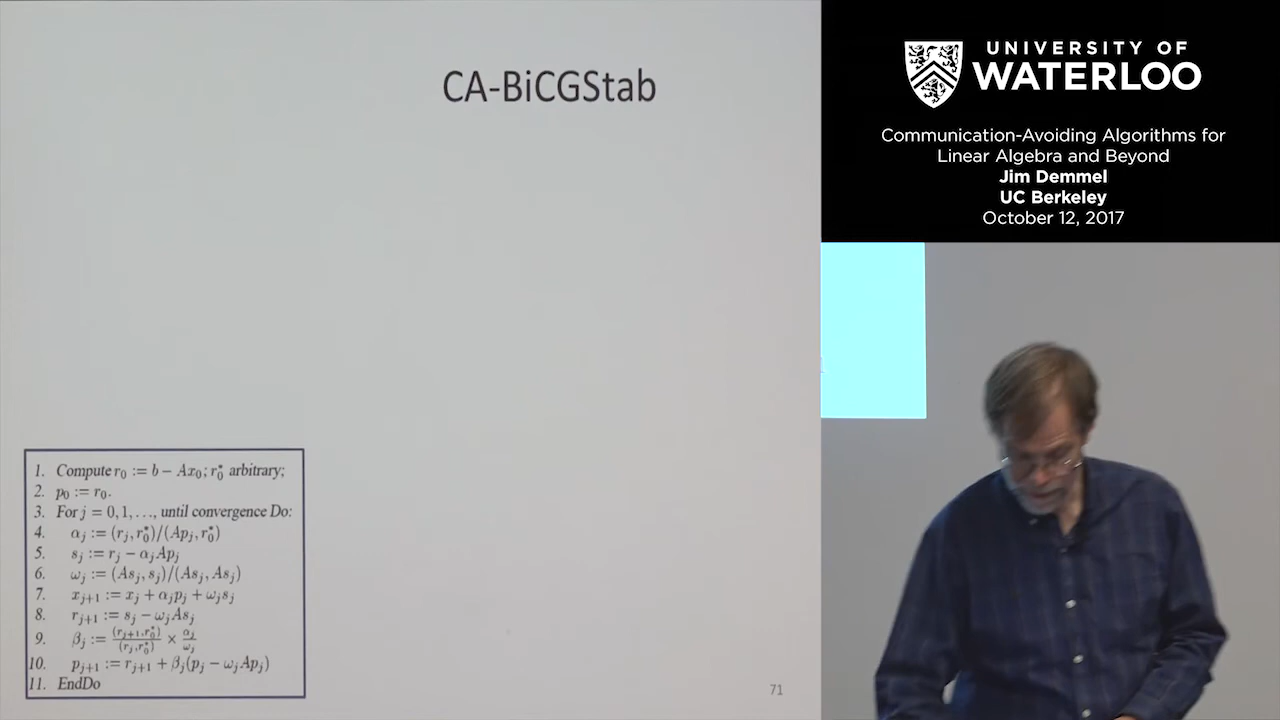 CA-BiCGStab
1. Compute r₀ := b − Ax₀; r₀* arbitrary;
2. p₀ := r₀.
3. For j = 0, 1, . . ., until convergence Do:
4. αⱼ := (rⱼ, r₀*)/(Apⱼ, r₀*)
5. sⱼ := rⱼ − αⱼApⱼ
6. ωⱼ := (Asⱼ, sⱼ)/(Asⱼ, Asⱼ)
7. xⱼ₊₁ := xⱼ + αⱼpⱼ + ωⱼsⱼ
8. rⱼ₊₁ := sⱼ − ωⱼAsⱼ
9. βⱼ := (rⱼ₊₁, r₀*)/(rⱼ, r₀*) × αⱼ/ωⱼ
10. pⱼ₊₁ := rⱼ₊₁ + βⱼ(pⱼ − ωⱼApⱼ)
11. EndDo
71
UNIVERSITY OF
WATERLOO
Communication-Avoiding Algorithms for
Linear Algebra and Beyond
Jim Demmel
UC Berkeley
October 12, 2017